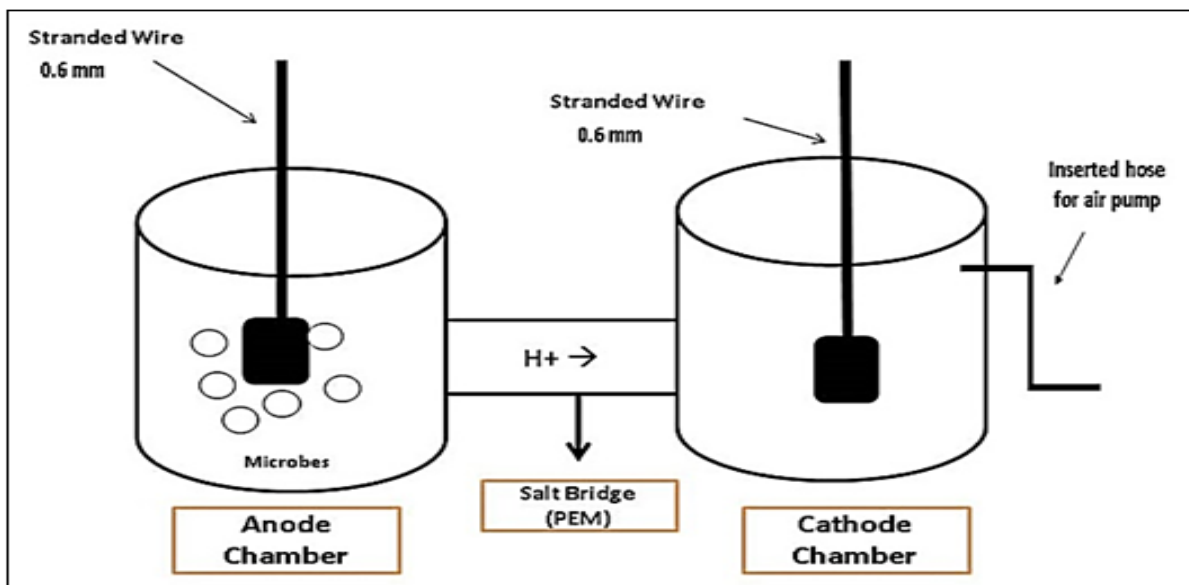 Stranded Wire
0.6 mm
Stranded Wire
0.6 mm
Inserted hose
for air pump
H+ →
Microbes
Salt Bridge
(PEM)
Anode
Chamber
Cathode
Chamber